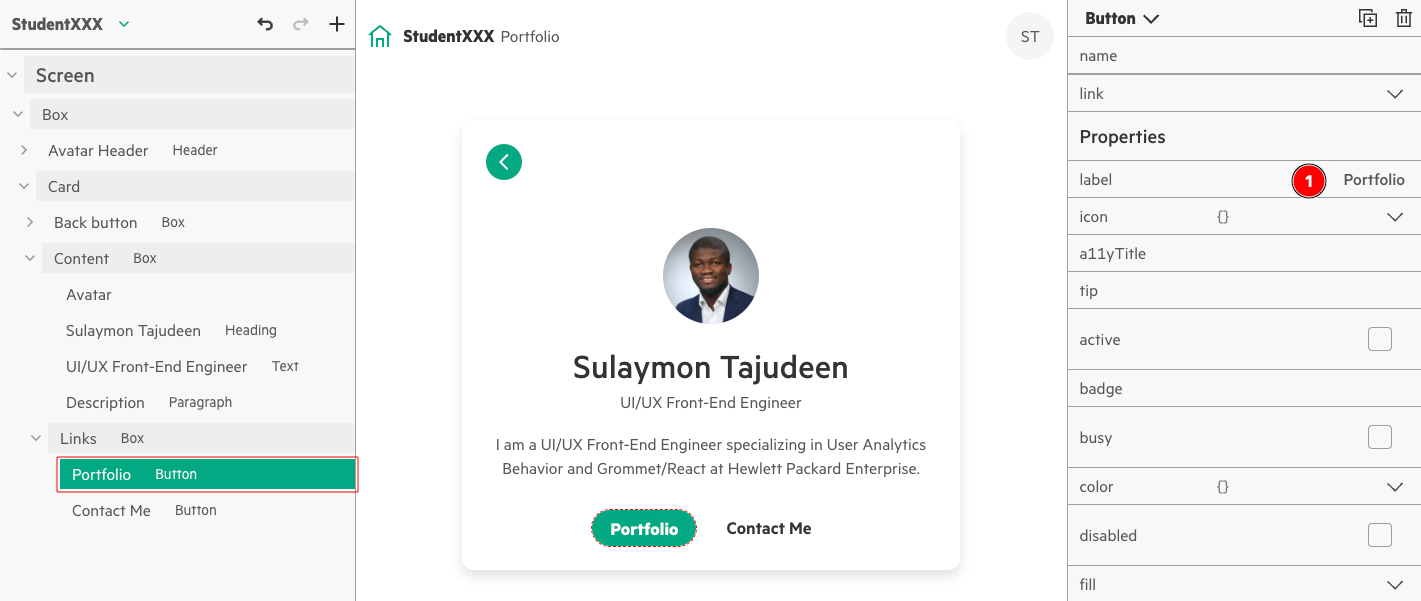 StudentXXX
Screen
Box
Avatar Header Header
Card
Back button Box
Content Box
Avatar
Sulaymon Tajudeen Heading
UI/UX Front-End Engineer Text
Description Paragraph
Links Box
Portfolio Button
Contact Me Button
StudentXXX Portfolio
ST
Sulaymon Tajudeen
UI/UX Front-End Engineer
I am a UI/UX Front-End Engineer specializing in User Analytics
Behavior and Grommet/React at Hewlett Packard Enterprise.
Portfolio Contact Me
Button
name
link
Properties
label 1 Portfolio
icon {}
a11yTitle
tip
active
badge
busy
color {}
disabled
fill